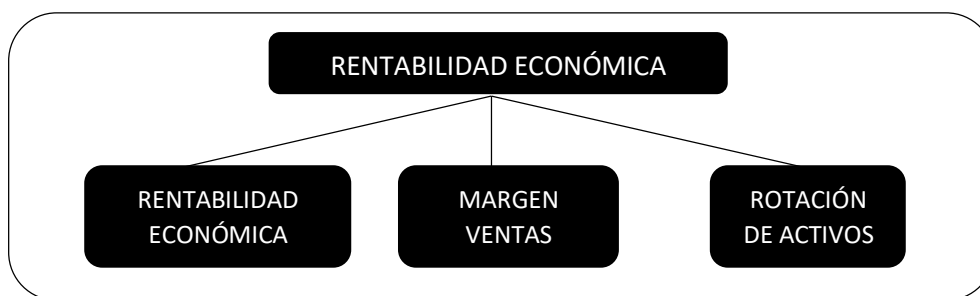 RENTABILIDAD ECONÓMICA
RENTABILIDAD
ECONÓMICA
MARGEN
VENTAS
ROTACIÓN
DE ACTIVOS